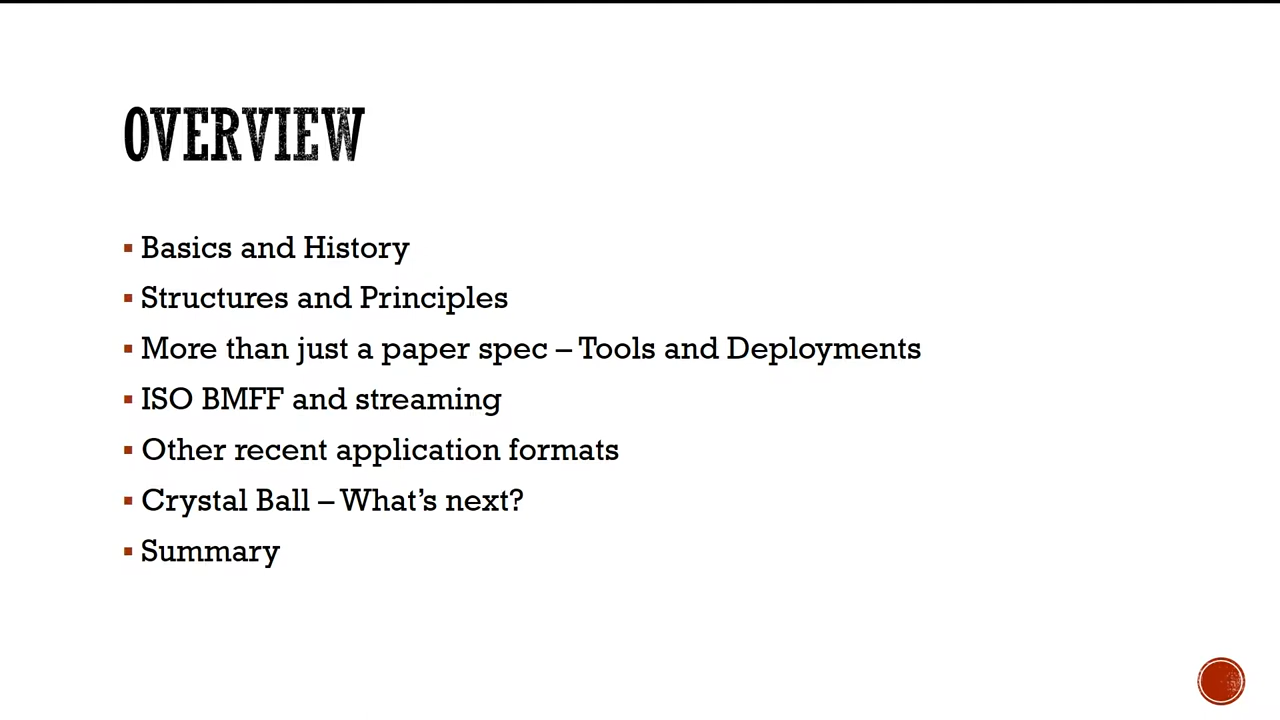 OVERVIEW
Basics and History
Structures and Principles
More than just a paper spec – Tools and Deployments
ISO BMFF and streaming
Other recent application formats
Crystal Ball – What’s next?
Summary